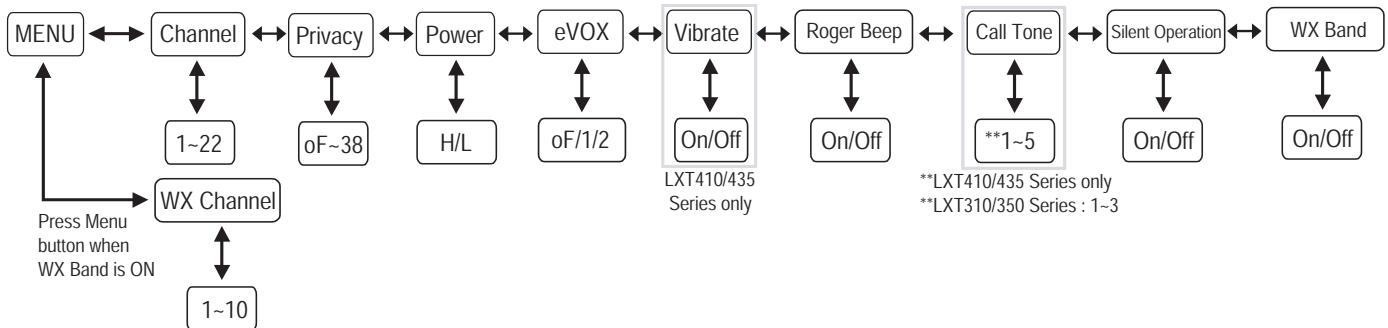 MENU
Channel
Privacy
Power
eVOX
Vibrate
Roger Beep
Call Tone
Silent Operation
WX Band
1~22
oF~38
H/L
oF/1/2
On/Off
On/Off
**1~5
On/Off
On/Off
LXT410/435
Series only
**LXT410/435 Series only
**LXT310/350 Series : 1~3
WX Channel
Press Menu
button when
WX Band is ON
1~10